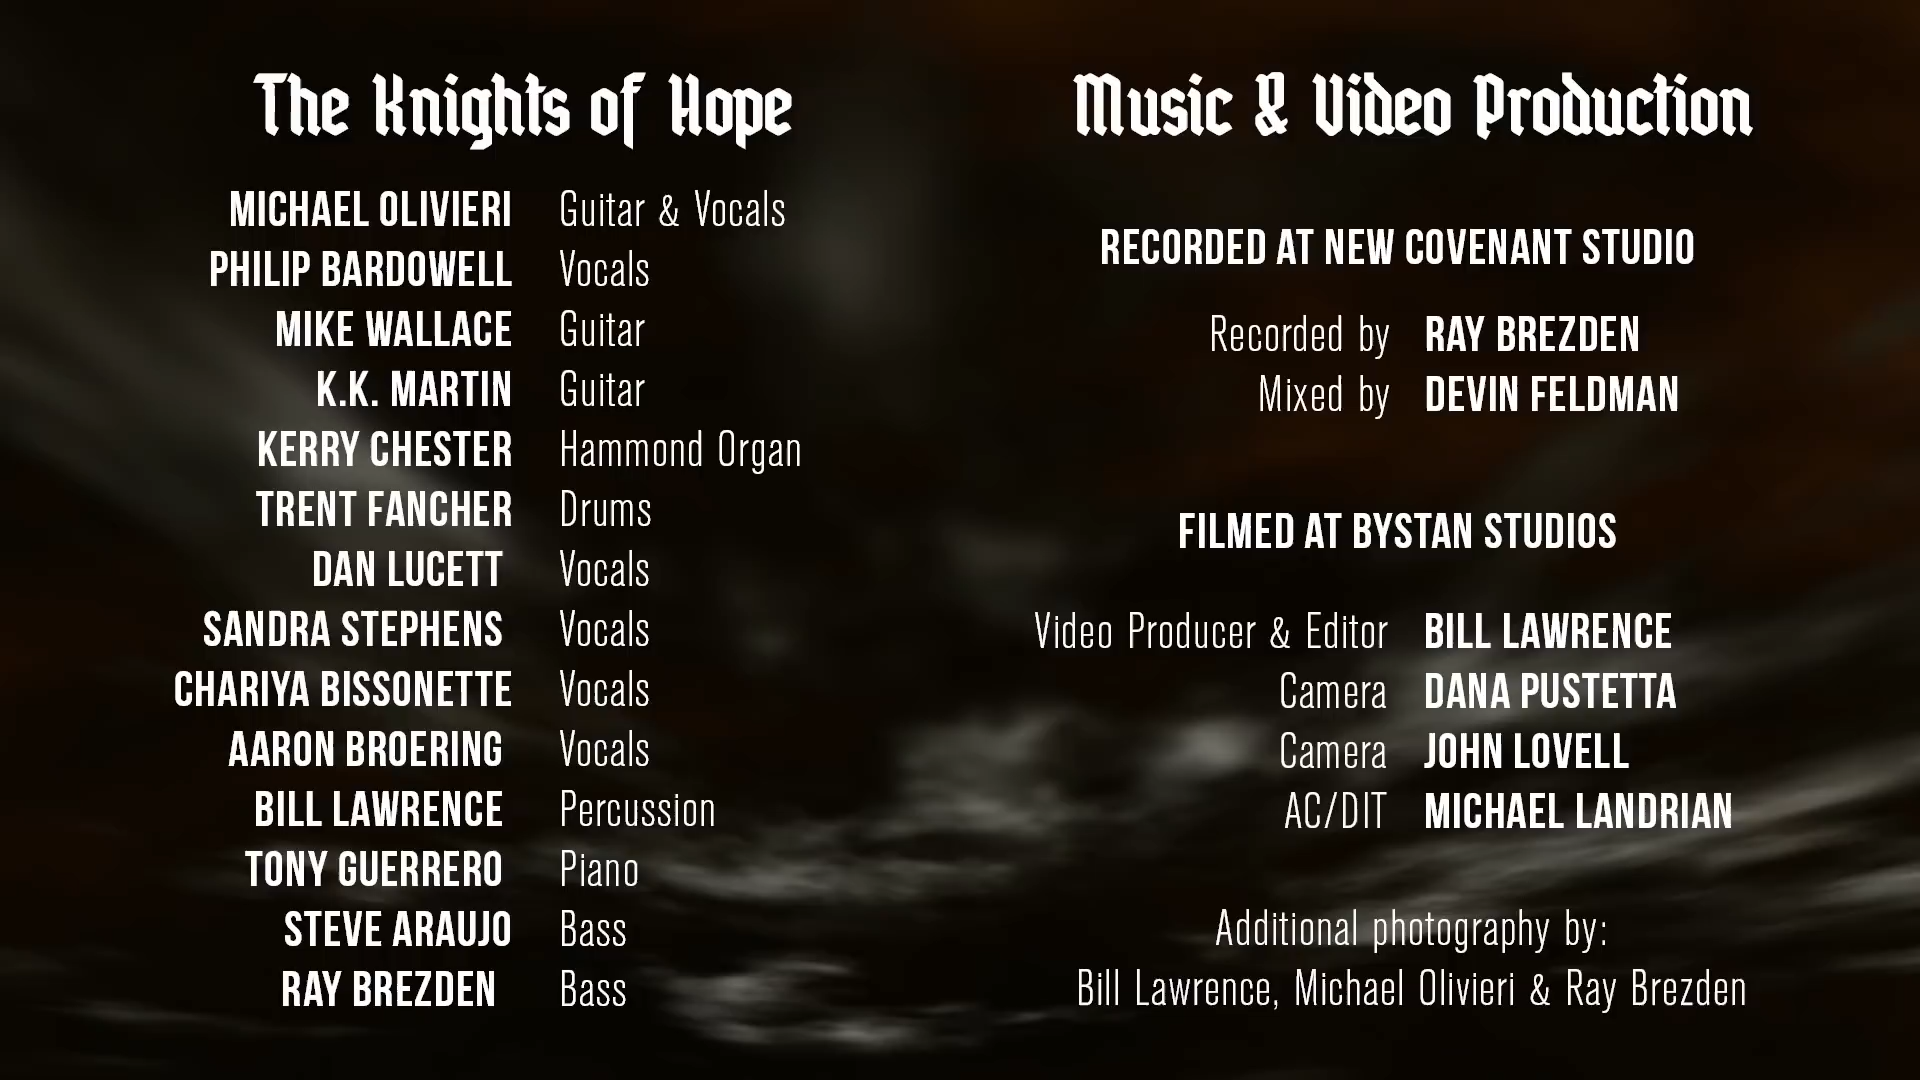 The Knights of Hope
MICHAEL OLIVIERI Guitar & Vocals
PHILIP BARDOWELL Vocals
MIKE WALLACE Guitar
K.K. MARTIN Guitar
KERRY CHESTER Hammond Organ
TRENT FANCHER Drums
DAN LUCETT Vocals
SANDRA STEPHENS Vocals
CHARIYA BISSONETTE Vocals
AARON BROERING Vocals
BILL LAWRENCE Percussion
TONY GUERRERO Piano
STEVE ARAUJO Bass
RAY BREZDEN Bass
Music & Video Production
RECORDED AT NEW COVENANT STUDIO
Recorded by RAY BREZDEN
Mixed by DEVIN FELDMAN
FILMED AT BYSTAN STUDIOS
Video Producer & Editor BILL LAWRENCE
Camera DANA PUSTETTA
Camera JOHN LOVELL
AC/DIT MICHAEL LANDRIAN
Additional photography by:
Bill Lawrence, Michael Olivieri & Ray Brezden